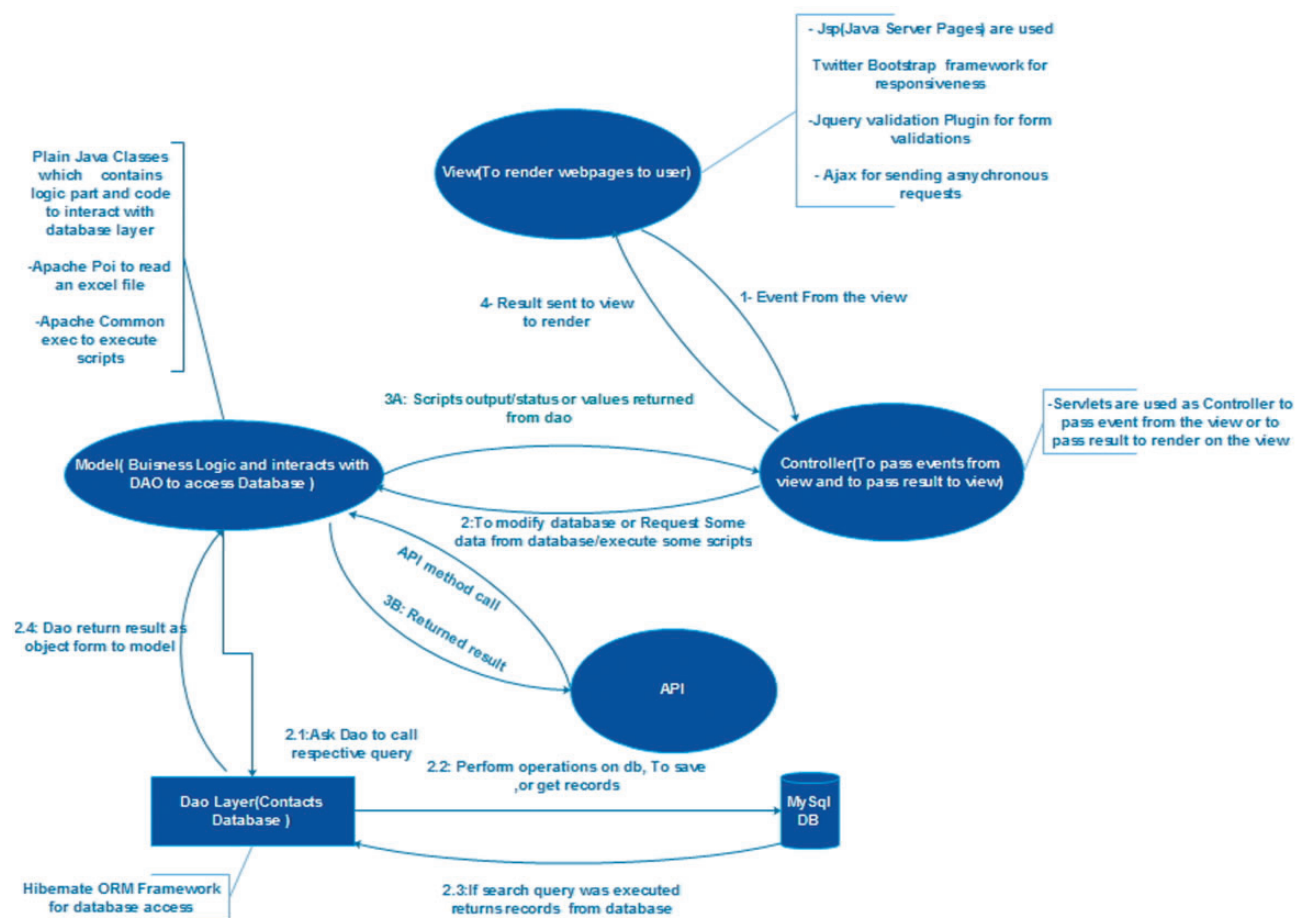 - Jsp(Java Server Pages) are used
Twitter Bootstrap framework for
responsiveness
-Jquery validation Plugin for form
validations
- Ajax for sending asnychronous
requests
Plain Java Classes
which contains
logic part and code
to interact with
database layer
-Apache Poi to read
an excel file
-Apache Common
exec to execute
scripts
View(To render webpages to user)
4- Result sent to view
to render
1- Event From the view
3A: Scripts output/status or values returned
from dao
-Servlets are used as Controller to
pass event from the view or to
pass result to render on the view
Model( Buisness Logic and interacts with
DAO to access Database )
Controller(To pass events from
view and to pass result to view)
2:To modify database or Request Some
data from database/execute some scripts
API method call
3B: Returned result
2.4: Dao return result as
object form to model
API
2.1:Ask Dao to call
respective query
2.2: Perform operations on db, To save
,or get records
Dao Layer(Contacts
Database )
MySql
DB
Hibernate ORM Framework
for database access
2.3:If search query was executed
returns records from database